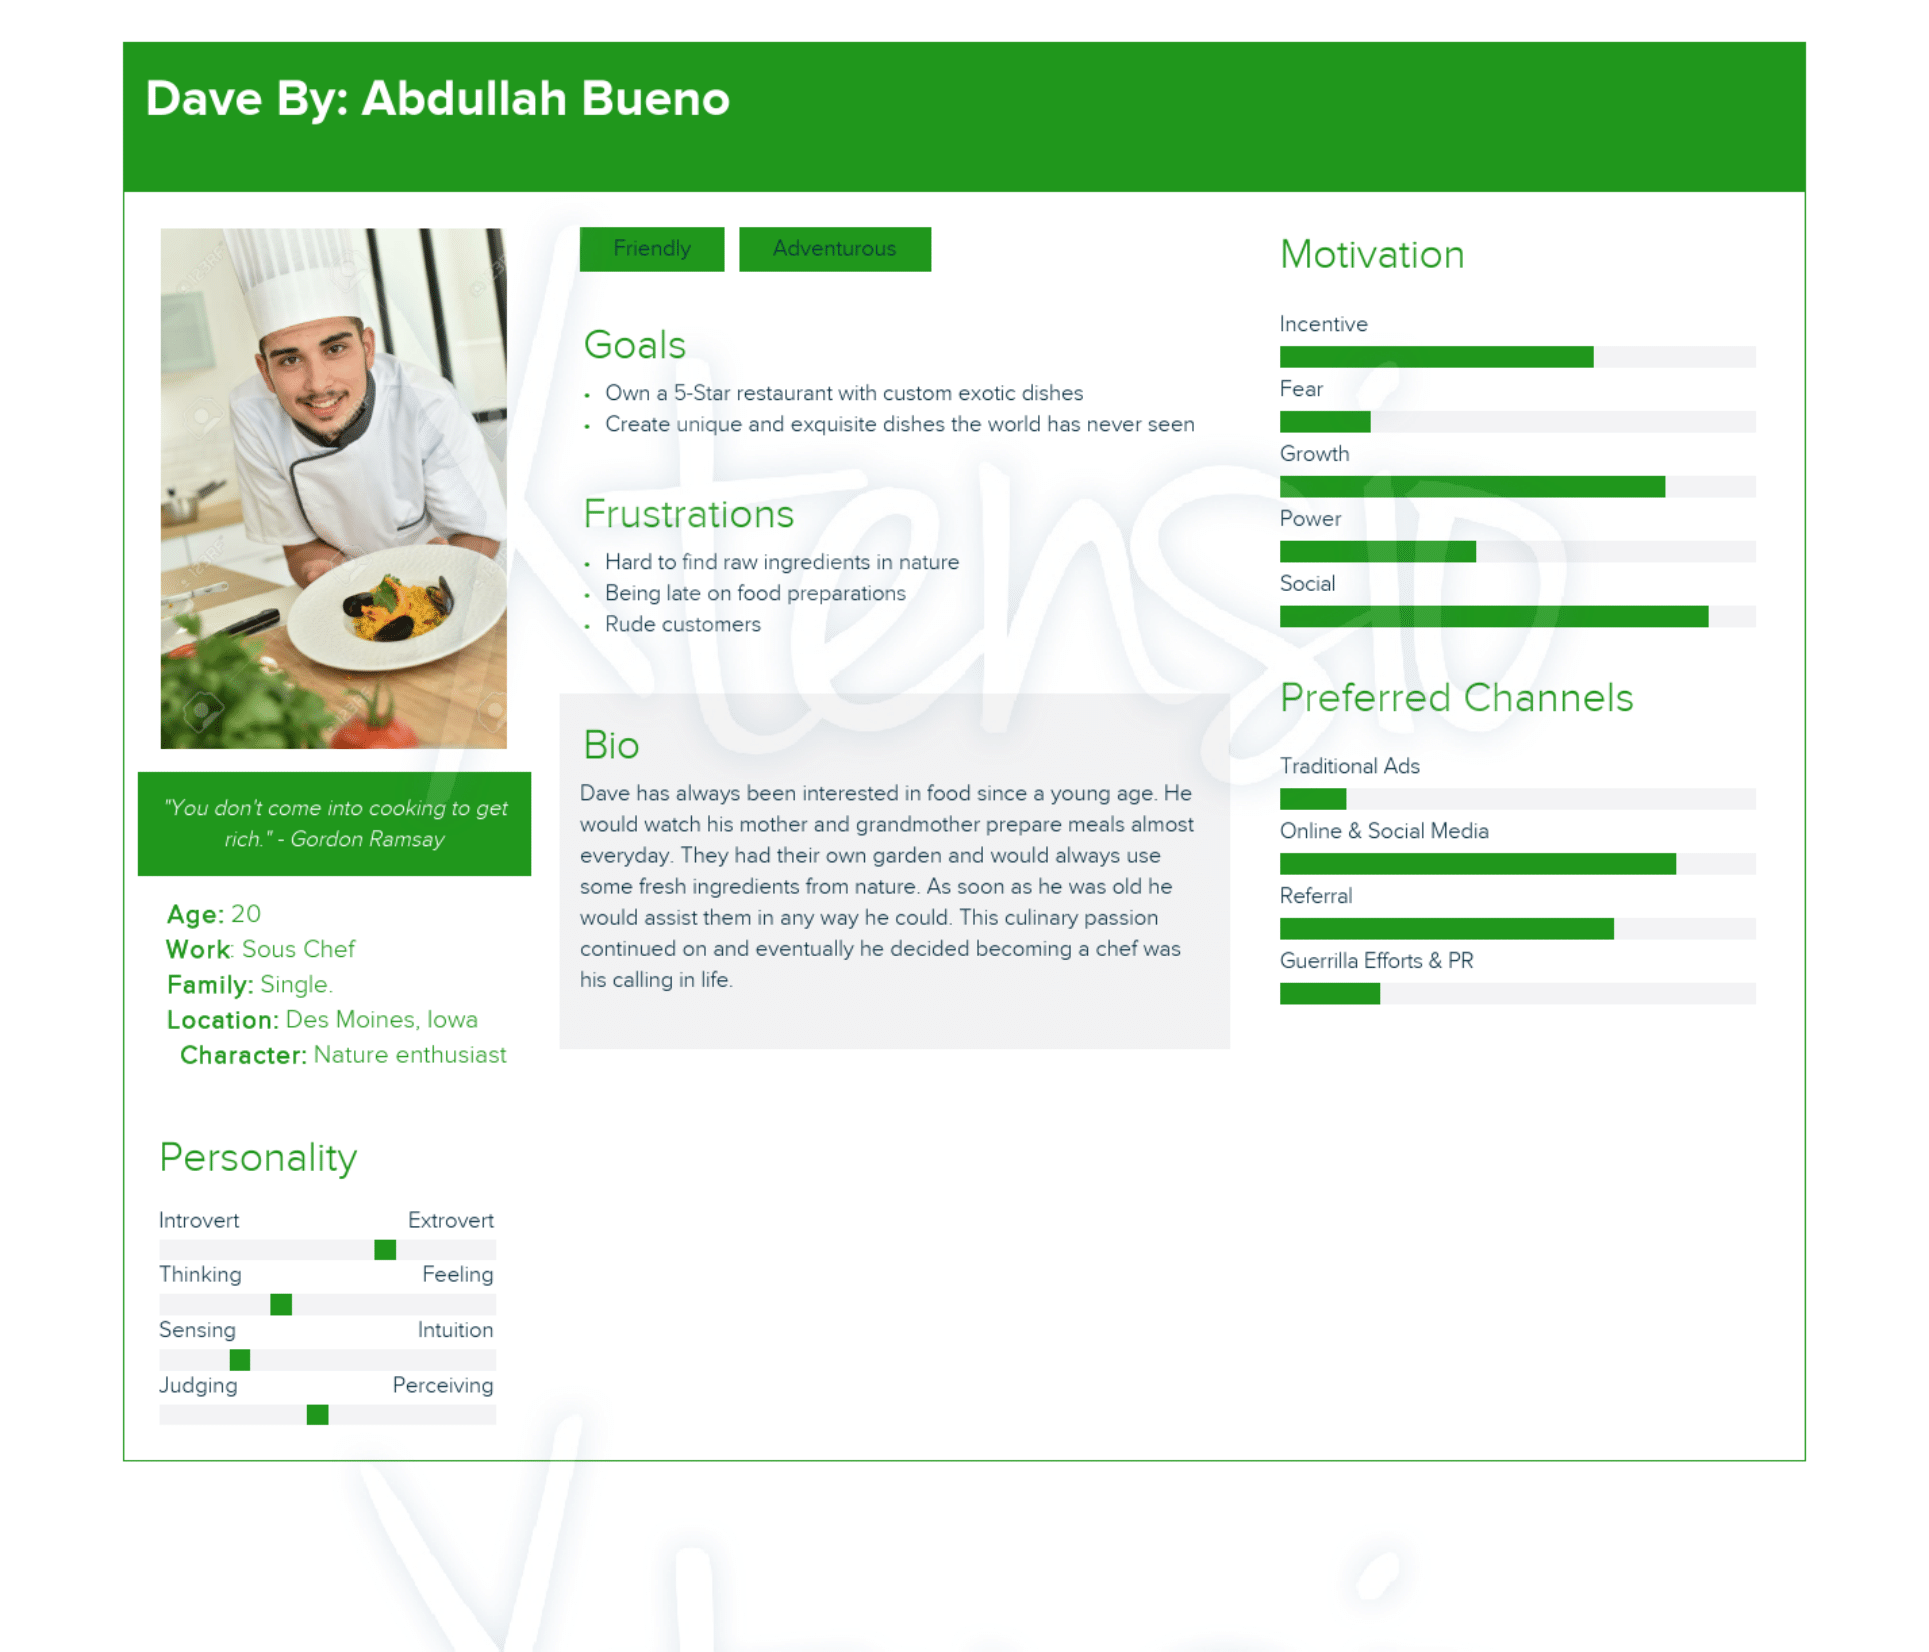 Dave By: Abdullah Bueno
"You don't come into cooking to get
rich." - Gordon Ramsay
Age: 20
Work: Sous Chef
Family: Single.
Location: Des Moines, Iowa
Character: Nature enthusiast
Personality
Introvert Extrovert
Thinking Feeling
Sensing Intuition
Judging Perceiving
Friendly Adventurous
Goals
• Own a 5-Star restaurant with custom exotic dishes
• Create unique and exquisite dishes the world has never seen
Frustrations
• Hard to find raw ingredients in nature
• Being late on food preparations
• Rude customers
Bio
Dave has always been interested in food since a young age. He
would watch his mother and grandmother prepare meals almost
everyday. They had their own garden and would always use
some fresh ingredients from nature. As soon as he was old he
would assist them in any way he could. This culinary passion
continued on and eventually he decided becoming a chef was
his calling in life.
Motivation
Incentive
Fear
Growth
Power
Social
Preferred Channels
Traditional Ads
Online & Social Media
Referral
Guerrilla Efforts & PR
Xtensio